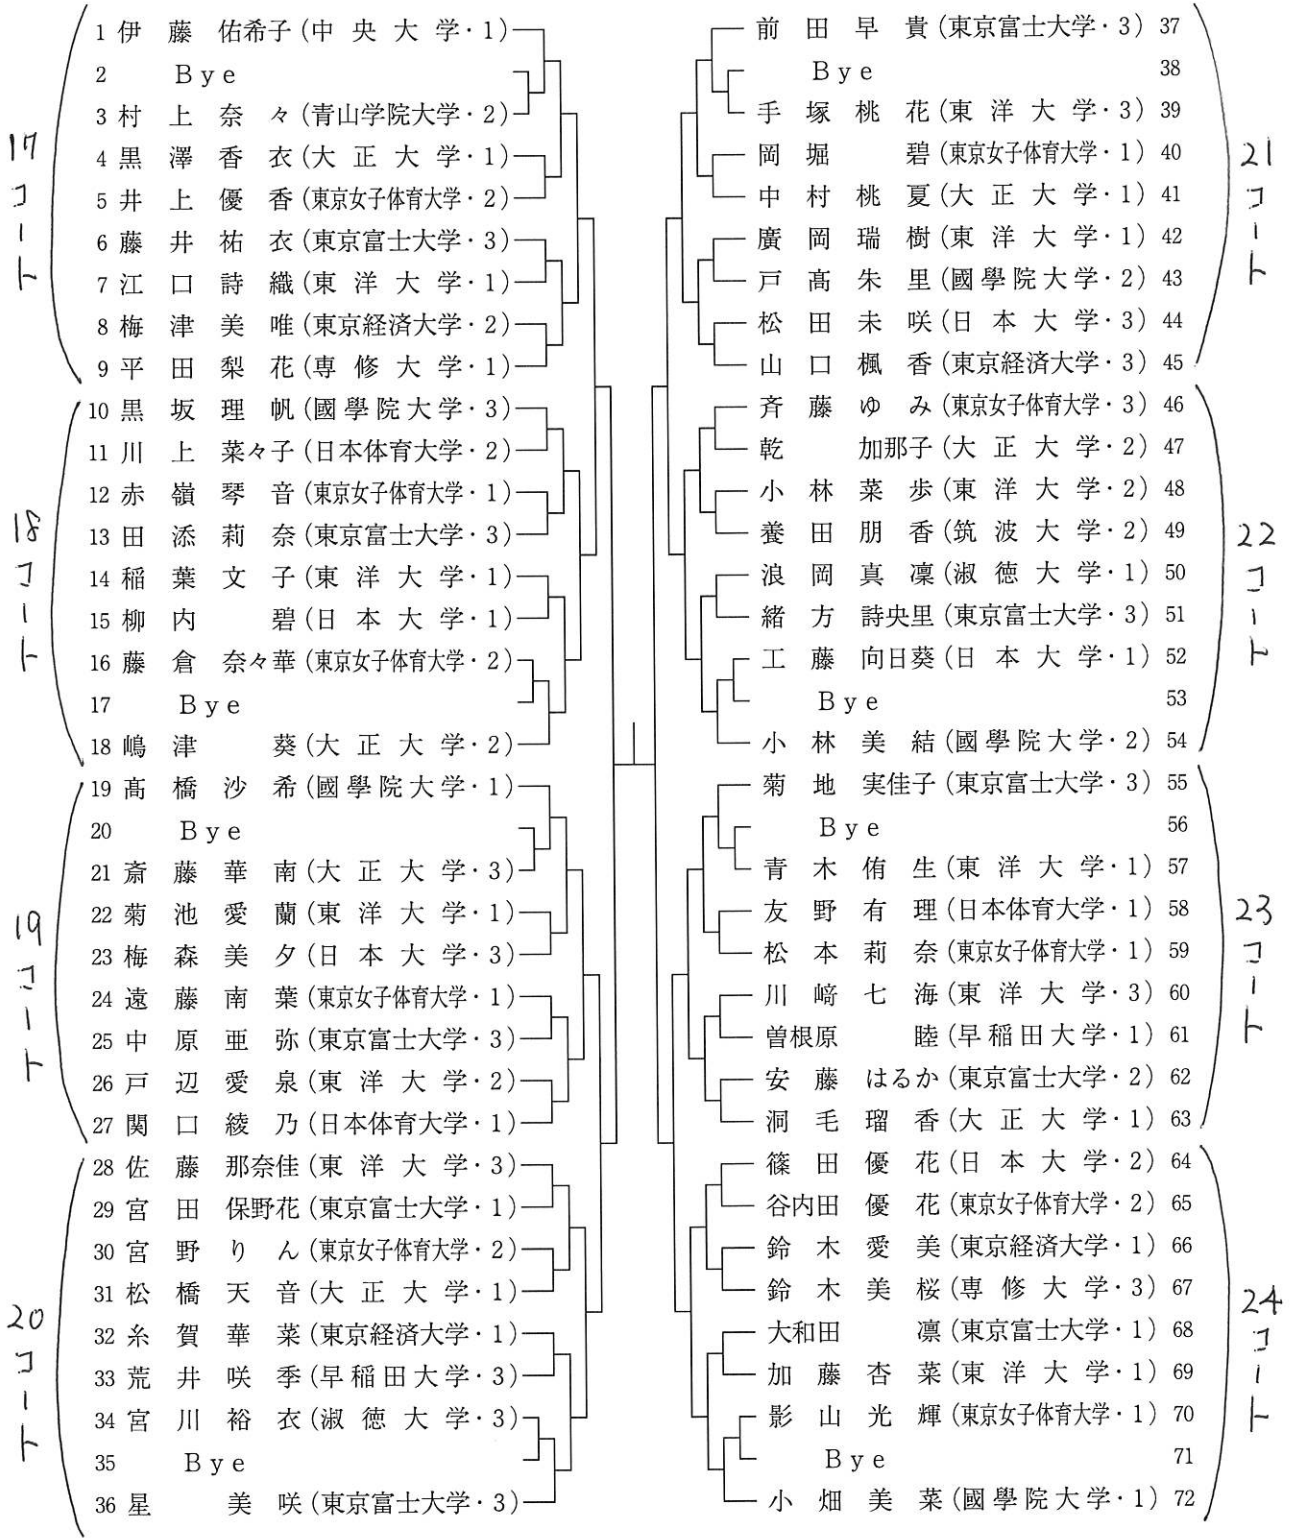 1 伊藤 佑希子 (中央大学・1)
2 Bye
3 村上奈々 (青山学院大学・2)
4 黒澤香衣 (大正大学・1)
5 井上優香 (東京女子体育大学・2)
6 藤井祐衣 (東京富士大学・3)
7 江口詩織 (東洋大学・1)
8 梅津美唯 (東京経済大学・2)
9 平田梨花 (専修大学・1)
17コート
10 黒坂理帆 (國學院大学・3)
11 川上菜々子 (日本体育大学・2)
12 赤嶺琴音 (東京女子体育大学・1)
13 田添莉奈 (東京富士大学・3)
14 稲葉文子 (東洋大学・1)
15 柳内 碧 (日本大学・1)
16 藤倉奈々華 (東京女子体育大学・2)
17 Bye
18 嶋津 葵 (大正大学・2)
18コート
19 髙橋沙希 (國學院大学・1)
20 Bye
21 斎藤華南 (大正大学・3)
22 菊池愛蘭 (東洋大学・1)
23 梅森美夕 (日本大学・3)
24 遠藤南葉 (東京女子体育大学・1)
25 中原亜弥 (東京富士大学・3)
26 戸辺愛泉 (東洋大学・2)
27 関口綾乃 (日本体育大学・1)
19コート
28 佐藤 那奈佳 (東洋大学・3)
29 宮田 保野花 (東京富士大学・1)
30 宮野りん (東京女子体育大学・2)
31 松橋天音 (大正大学・1)
32 糸賀華菜 (東京経済大学・1)
33 荒井咲季 (早稲田大学・3)
34 宮川裕衣 (淑徳大学・3)
35 Bye
36 星 美咲 (東京富士大学・3)
20コート
前田早貴 (東京富士大学・3) 37
Bye 38
手塚桃花 (東洋大学・3) 39
岡堀 碧 (東京女子体育大学・1) 40
中村桃夏 (大正大学・1) 41
廣岡瑞樹 (東洋大学・1) 42
戸髙朱里 (國學院大学・2) 43
松田未咲 (日本大学・3) 44
山口楓香 (東京経済大学・3) 45
21コート
斉藤ゆみ (東京女子体育大学・3) 46
乾 加那子 (大正大学・2) 47
小林菜歩 (東洋大学・2) 48
養田朋香 (筑波大学・2) 49
浪岡真凜 (淑徳大学・1) 50
緒方 詩央里 (東京富士大学・3) 51
工藤 向日葵 (日本大学・1) 52
Bye 53
小林美結 (國學院大学・2) 54
22コート
菊地 実佳子 (東京富士大学・3) 55
Bye 56
青木侑生 (東洋大学・1) 57
友野有理 (日本体育大学・1) 58
松本莉奈 (東京女子体育大学・1) 59
川﨑七海 (東洋大学・3) 60
曽根原 睦 (早稲田大学・1) 61
安藤 はるか (東京富士大学・2) 62
洞毛瑠香 (大正大学・1) 63
23コート
篠田優花 (日本大学・2) 64
谷内田 優花 (東京女子体育大学・2) 65
鈴木愛美 (東京経済大学・1) 66
鈴木美桜 (専修大学・3) 67
大和田 凛 (東京富士大学・1) 68
加藤杏菜 (東洋大学・1) 69
影山光輝 (東京女子体育大学・1) 70
Bye 71
小畑美菜 (國學院大学・1) 72
24コート